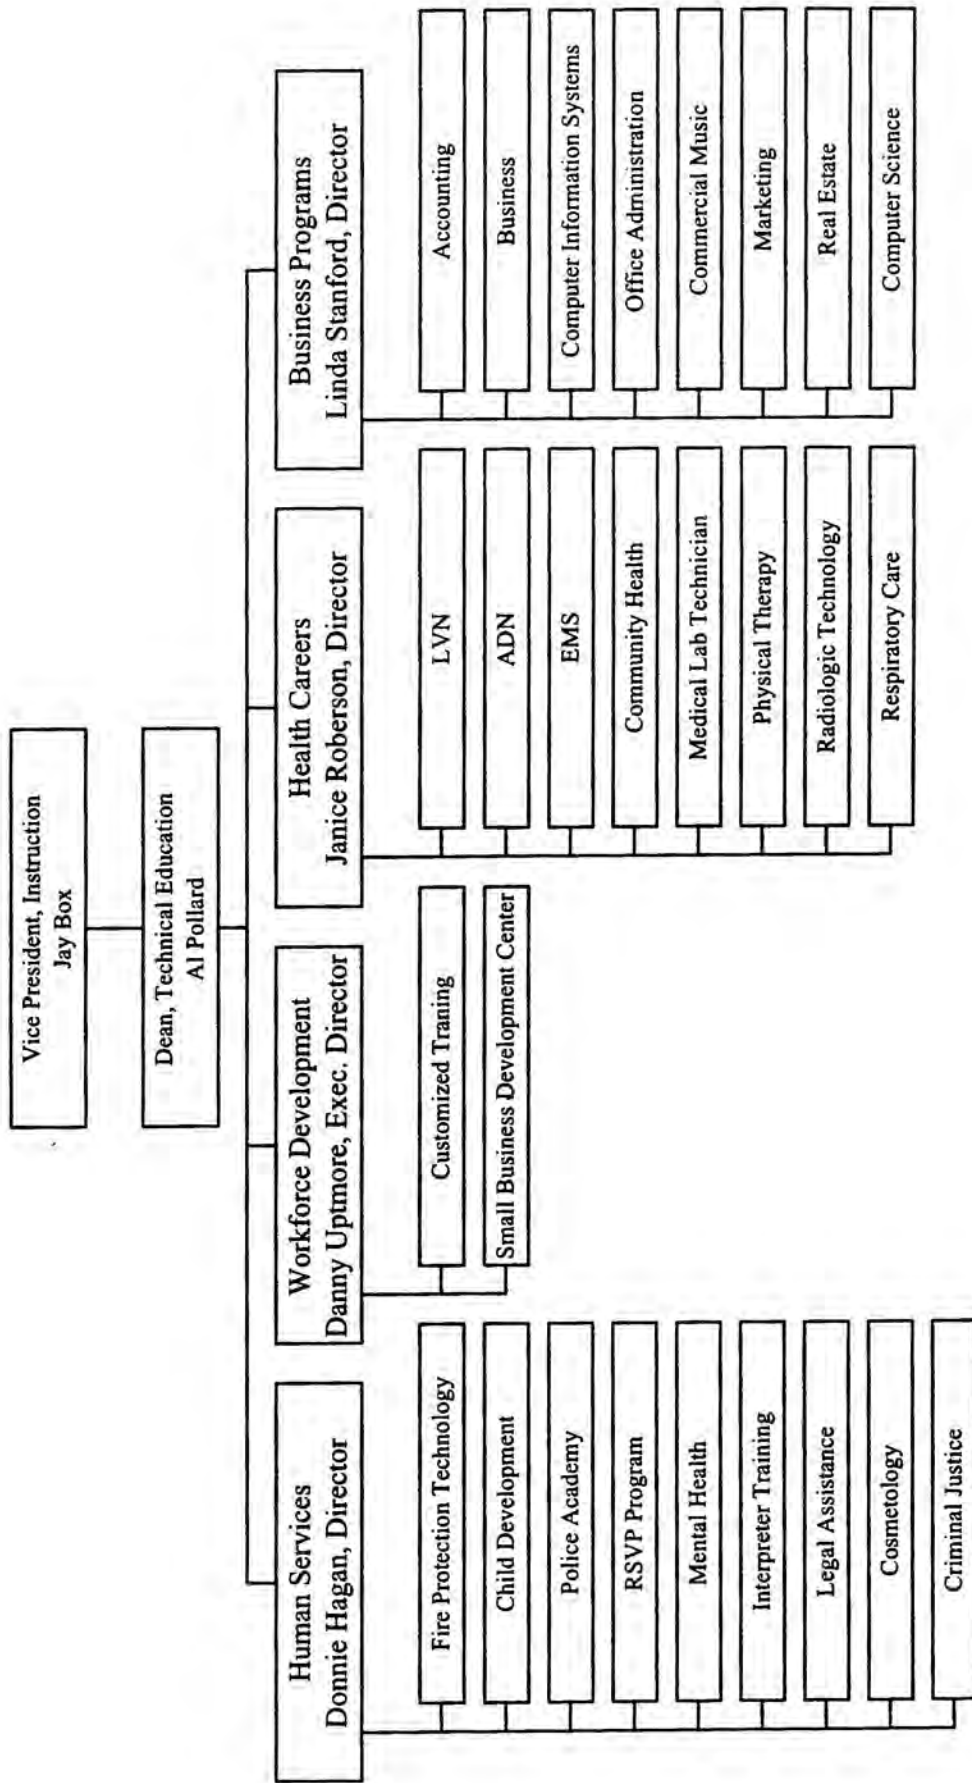 Vice President, Instruction
Jay Box
Dean, Technical Education
Al Pollard
Human Services
Donnie Hagan, Director
Fire Protection Technology
Child Development
Police Academy
RSVP Program
Mental Health
Interpreter Training
Legal Assistance
Cosmetology
Criminal Justice
Workforce Development
Danny Uptmore, Exec. Director
Customized Traning
Small Business Development Center
Health Careers
Janice Roberson, Director
LVN
ADN
EMS
Community Health
Medical Lab Technician
Physical Therapy
Radiologic Technology
Respiratory Care
Business Programs
Linda Stanford, Director
Accounting
Business
Computer Information Systems
Office Administration
Commercial Music
Marketing
Real Estate
Computer Science